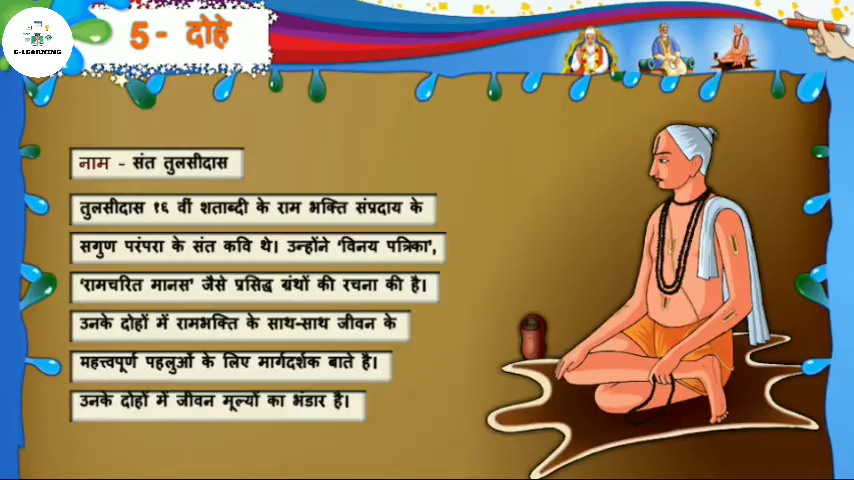 E-LEARNING
5 - दोहे
नाम - संत तुलसीदास
तुलसीदास १६ वीं शताब्दी के राम भक्ति संप्रदाय के
सगुण परंपरा के संत कवि थे। उन्होंने ‘विनय पत्रिका’,
‘रामचरित मानस’ जैसे प्रसिद्ध ग्रंथों की रचना की है।
उनके दोहों में रामभक्ति के साथ-साथ जीवन के
महत्त्वपूर्ण पहलुओं के लिए मार्गदर्शक बाते है।
उनके दोहों में जीवन मूल्यों का भंडार है।